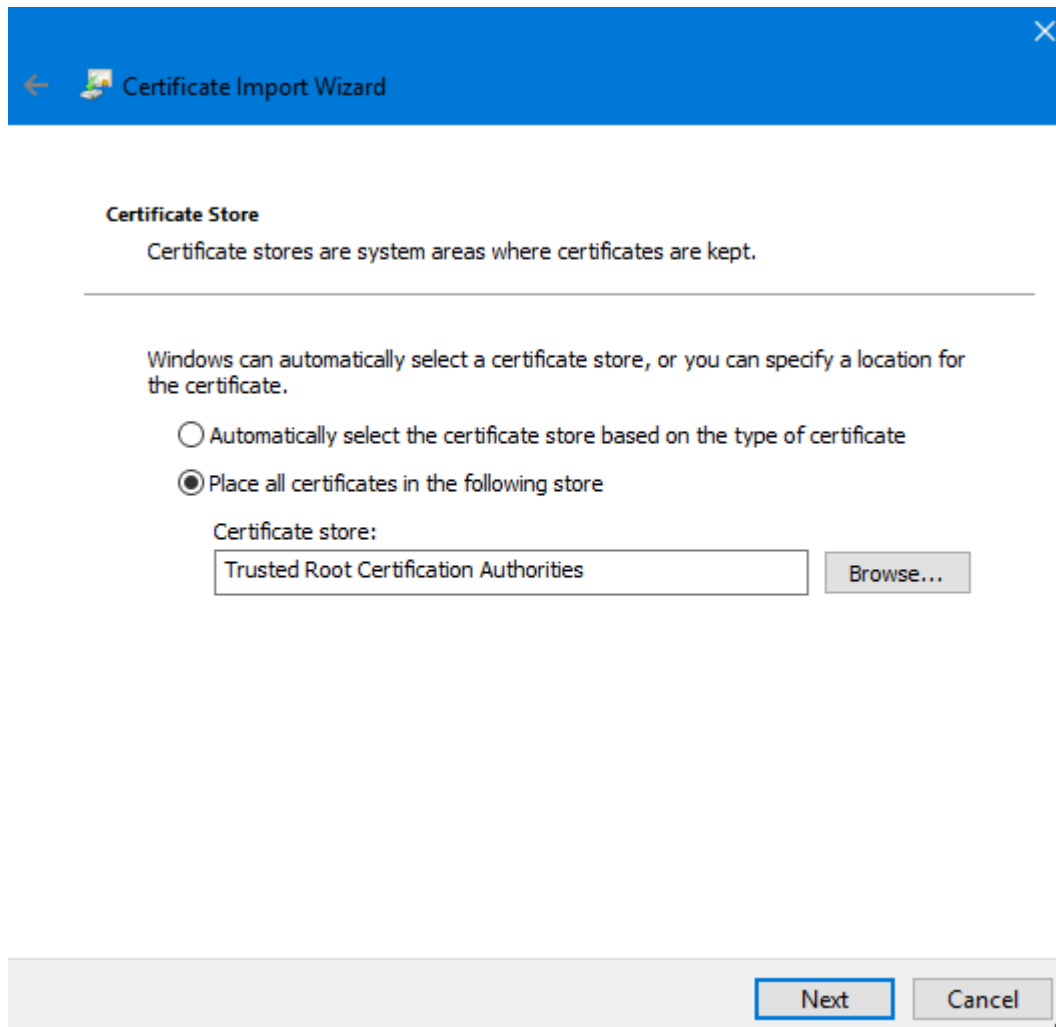 Certificate Import Wizard
Certificate Store
Certificate stores are system areas where certificates are kept.
Windows can automatically select a certificate store, or you can specify a location for
the certificate.
Automatically select the certificate store based on the type of certificate
Place all certificates in the following store
Certificate store:
Trusted Root Certification Authorities
Browse...
Next
Cancel